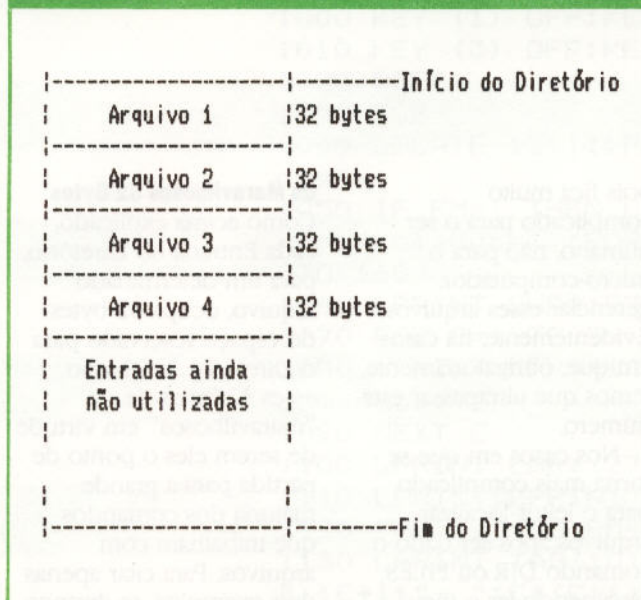 Início do Diretório
Arquivo 1 32 bytes
Arquivo 2 32 bytes
Arquivo 3 32 bytes
Arquivo 4 32 bytes
Entradas ainda
não utilizadas
Fim do Diretório